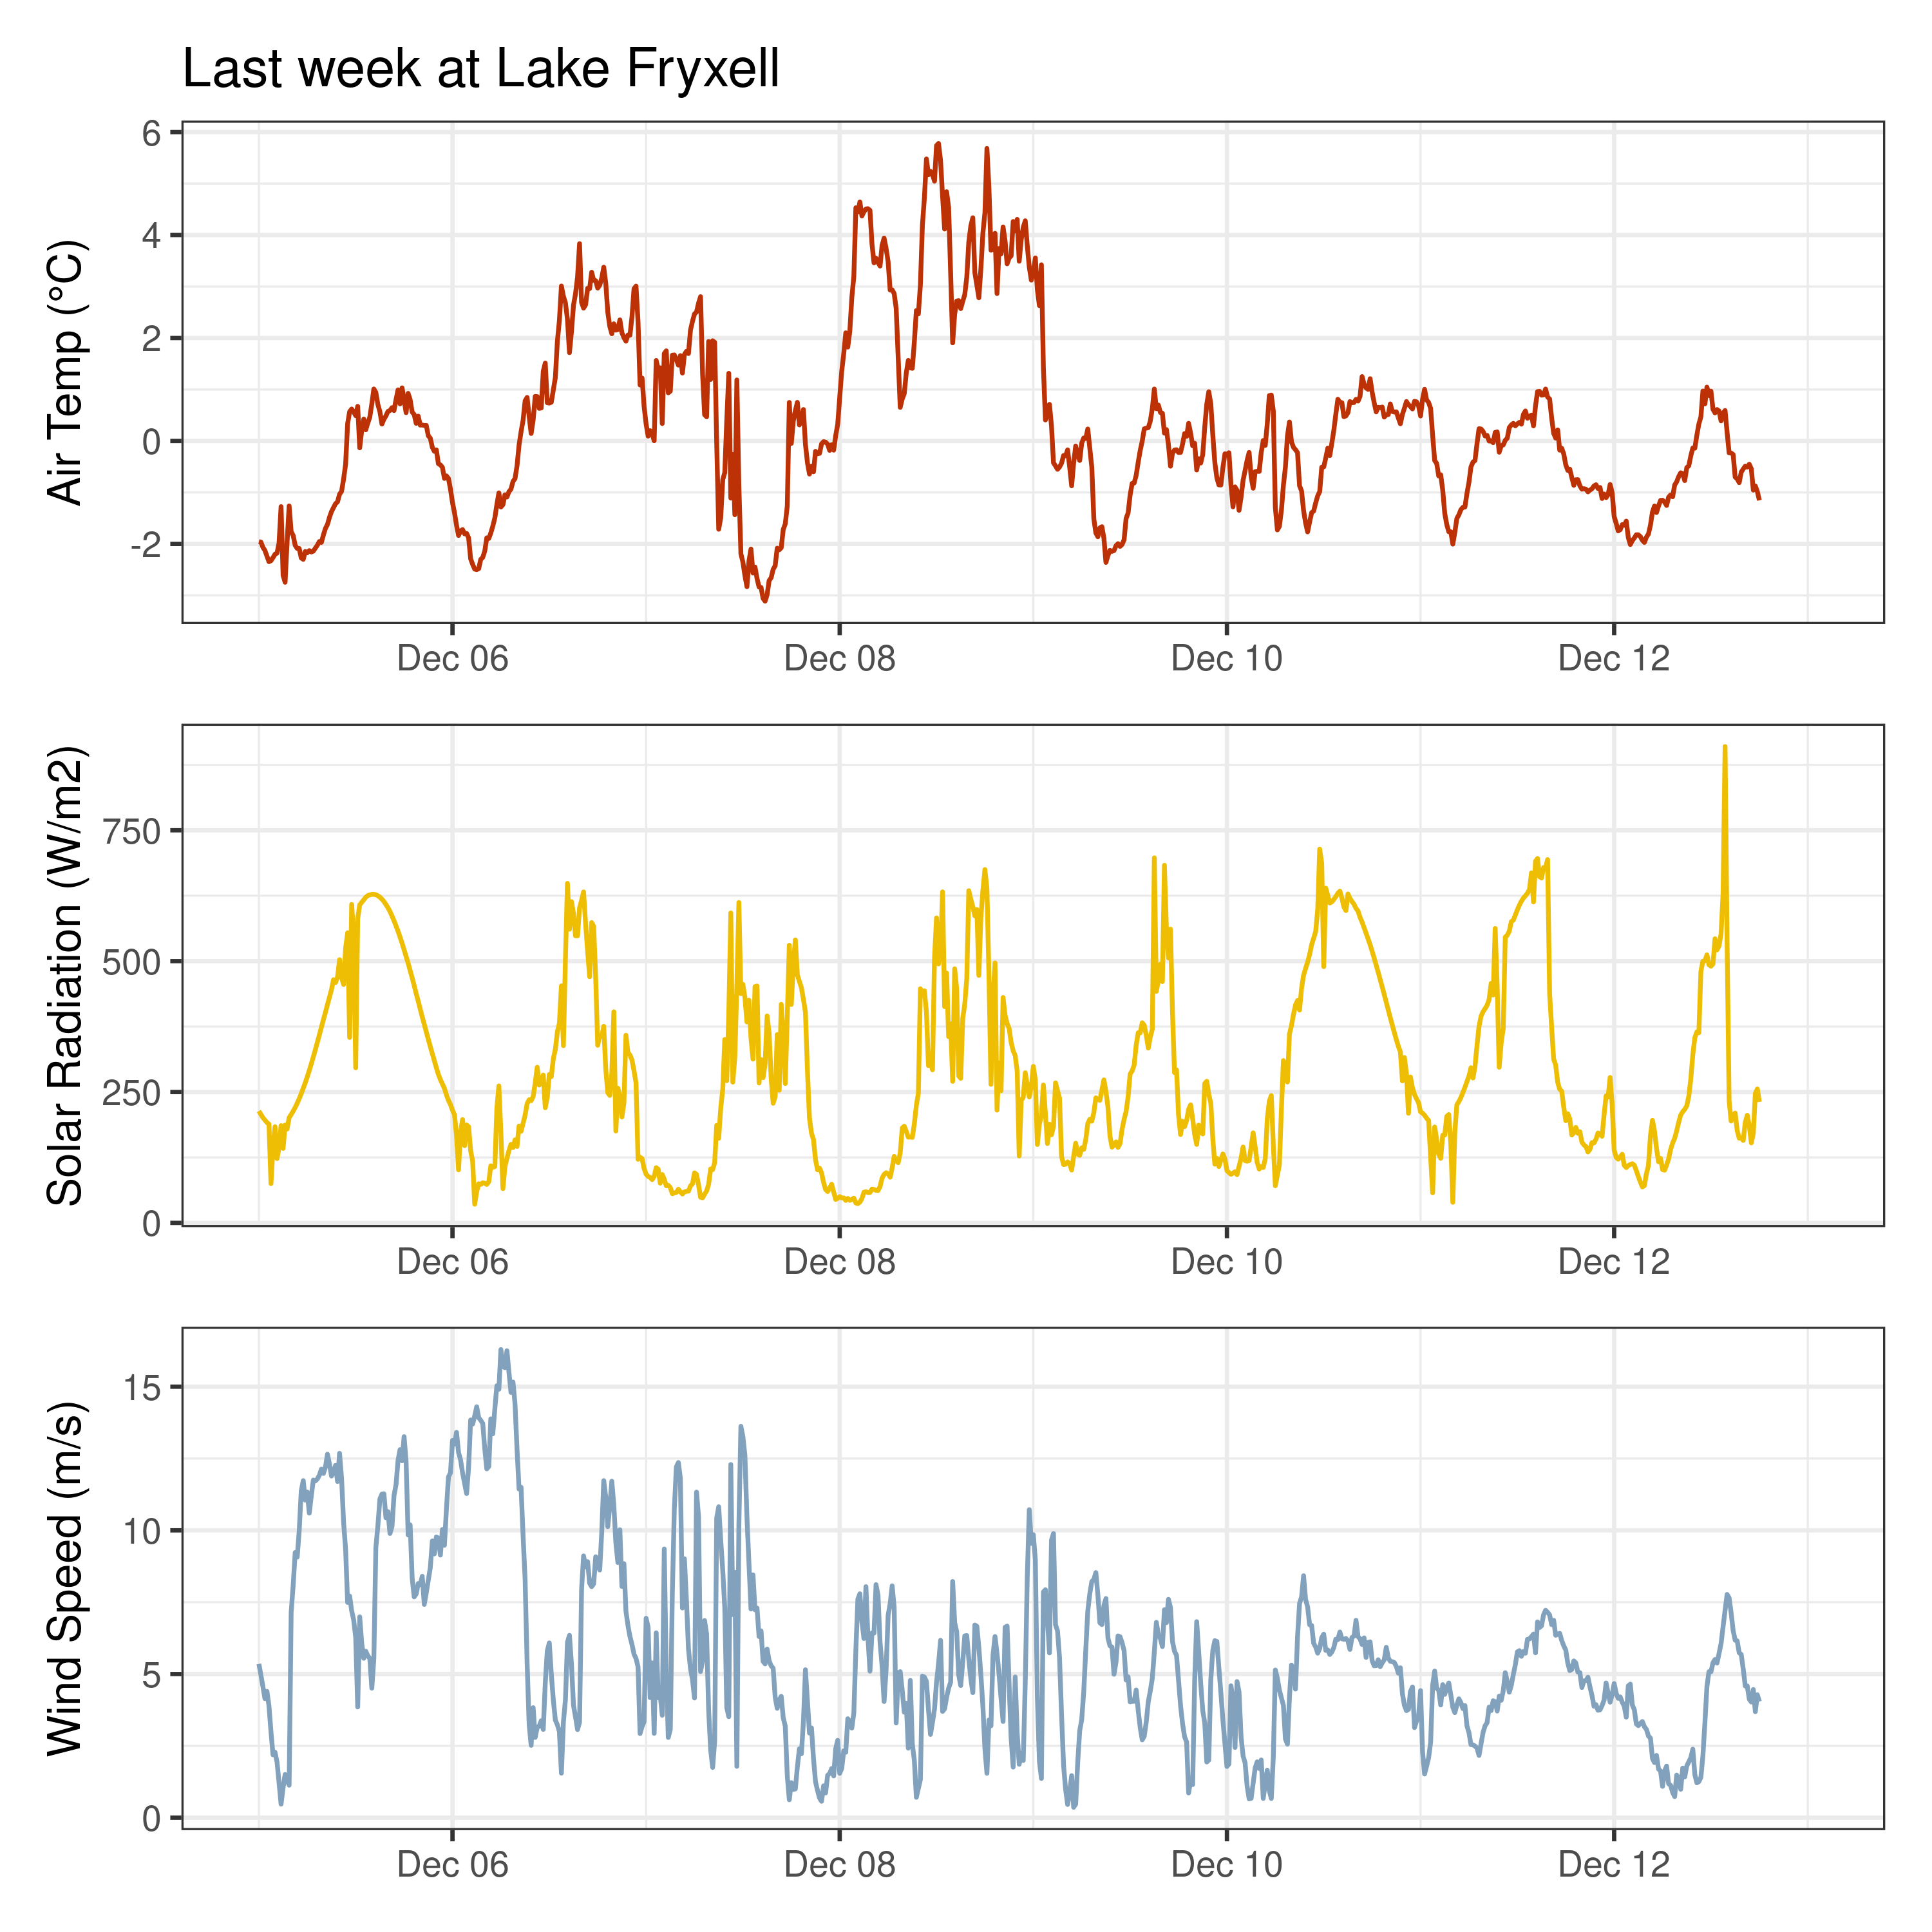 Last week at Lake Fryxell
Air Temp (°C)
6
4
2
0
-2
Dec 06 Dec 08 Dec 10 Dec 12
Solar Radiation (W/m2)
750
500
250
0
Dec 06 Dec 08 Dec 10 Dec 12
Wind Speed (m/s)
15
10
5
0
Dec 06 Dec 08 Dec 10 Dec 12